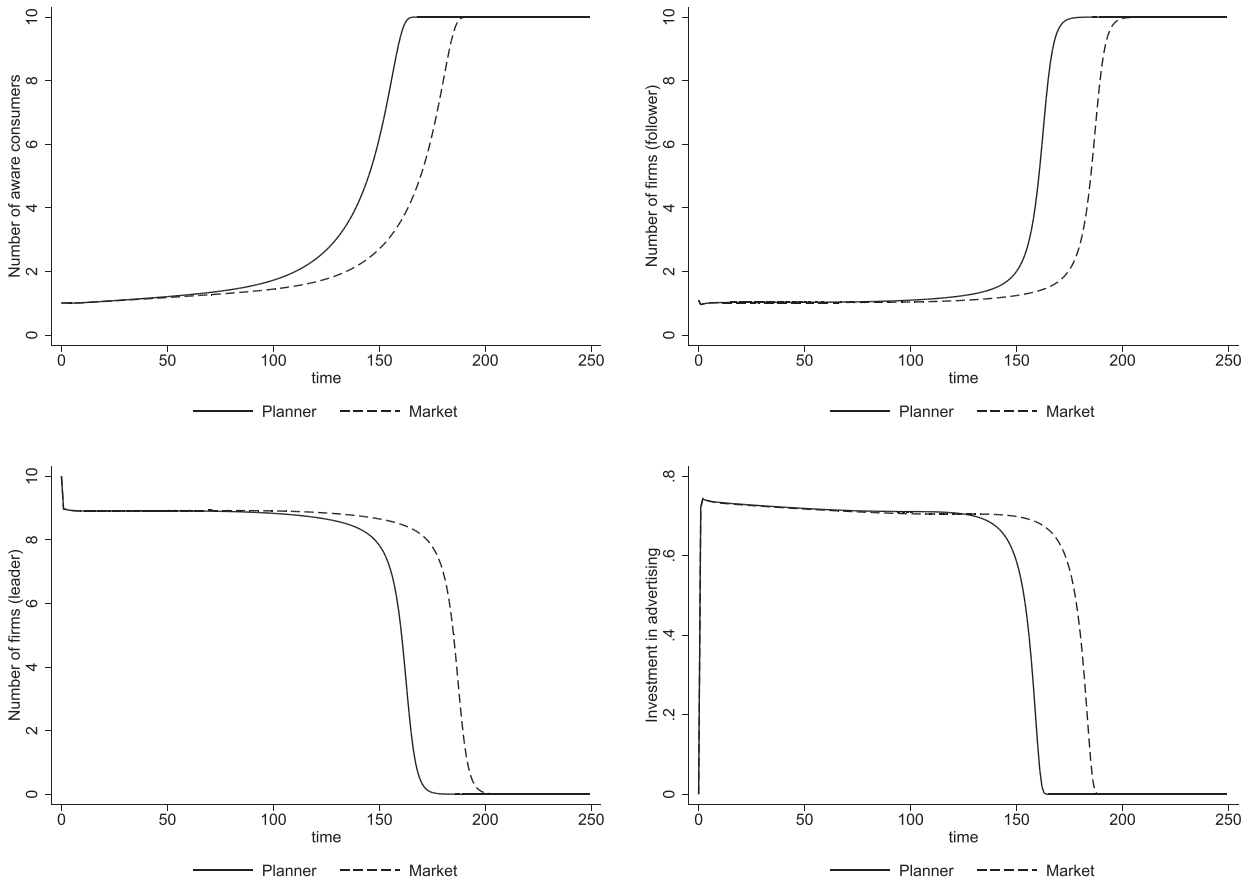 Number of aware consumers
10
8
6
4
2
0
0 50 100 150 200 250
time
Planner Market
Number of firms (follower)
10
8
6
4
2
0
0 50 100 150 200 250
time
Planner Market
Number of firms (leader)
10
8
6
4
2
0
0 50 100 150 200 250
time
Planner Market
Investment in advertising
.8
.6
.4
.2
0
0 50 100 150 200 250
time
Planner Market